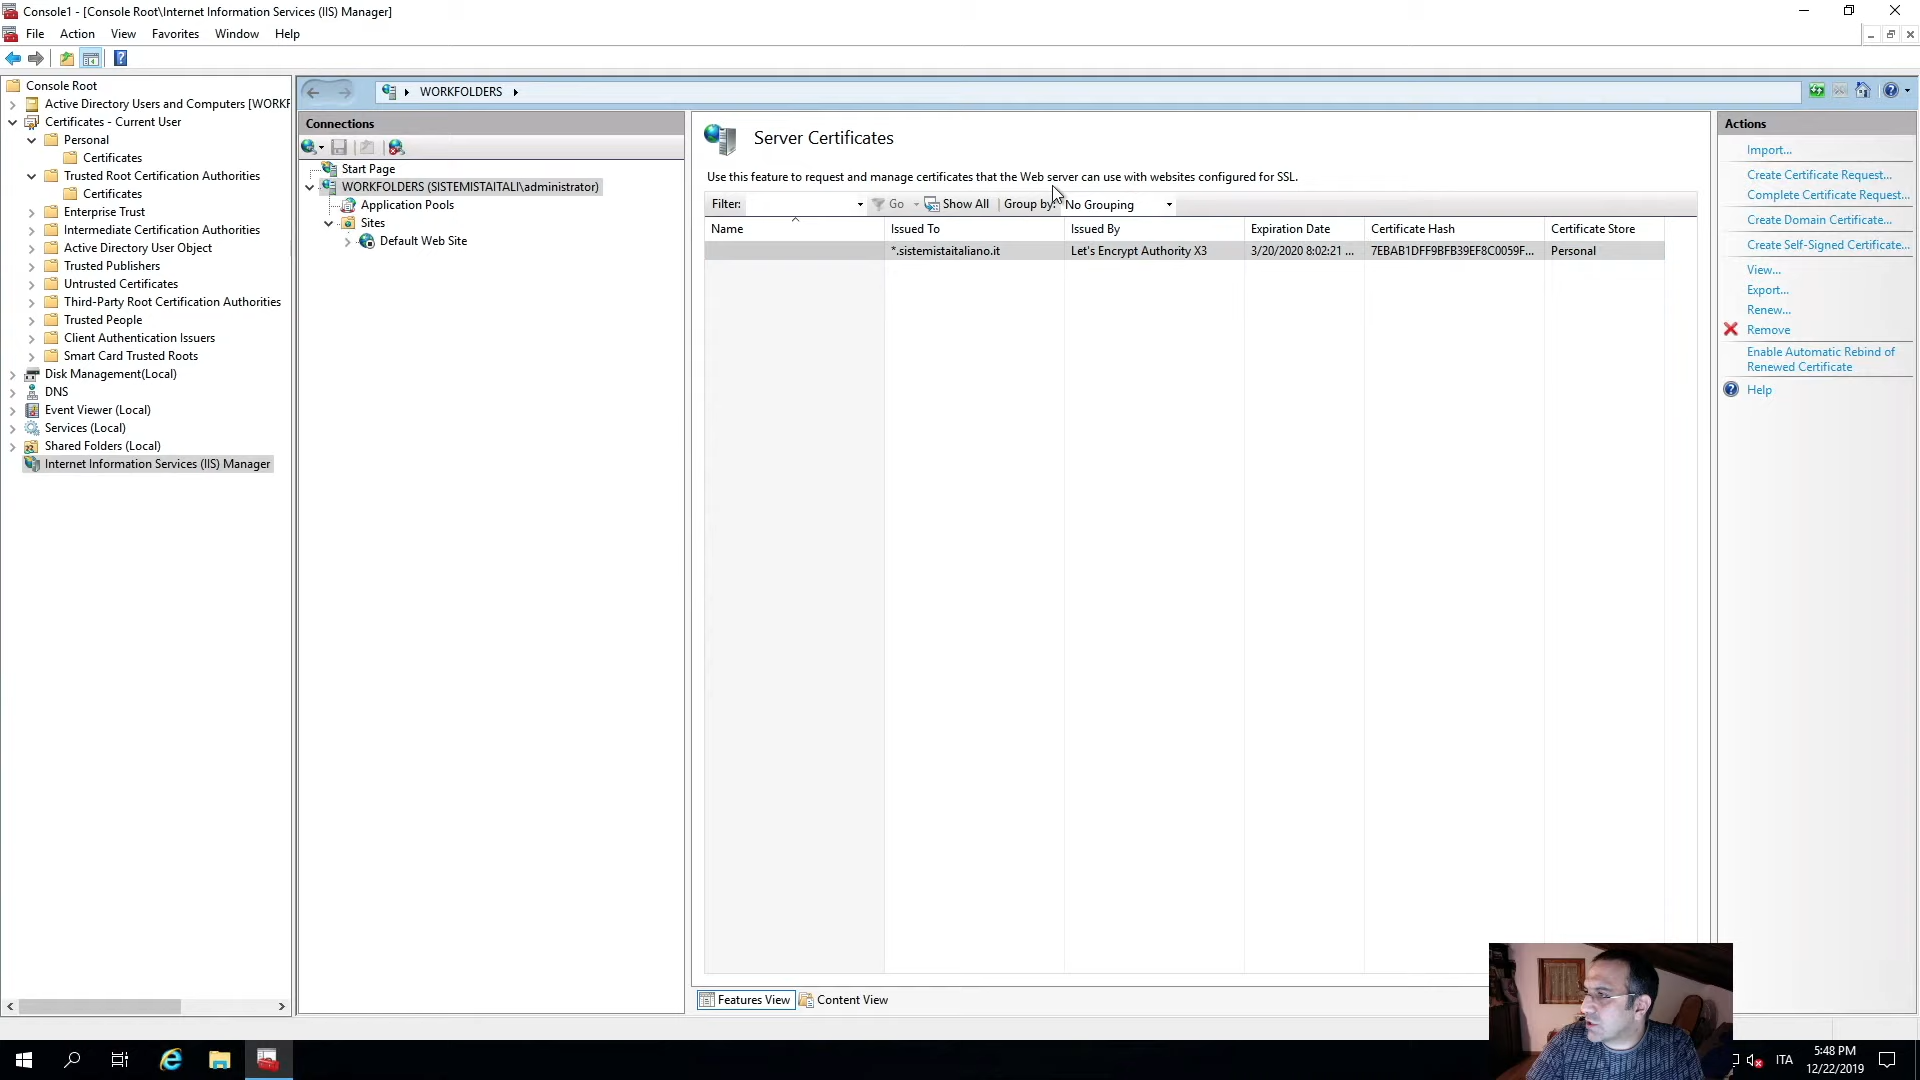 Console1 - [Console Root\Internet Information Services (IIS) Manager]
File Action View Favorites Window Help
Console Root
Active Directory Users and Computers [WORKF
Certificates - Current User
Personal
Certificates
Trusted Root Certification Authorities
Certificates
Enterprise Trust
Intermediate Certification Authorities
Active Directory User Object
Trusted Publishers
Untrusted Certificates
Third-Party Root Certification Authorities
Trusted People
Client Authentication Issuers
Smart Card Trusted Roots
Disk Management(Local)
DNS
Event Viewer (Local)
Services (Local)
Shared Folders (Local)
Internet Information Services (IIS) Manager
WORKFOLDERS
Connections
Start Page
WORKFOLDERS (SISTEMISTAITALI\administrator)
Application Pools
Sites
Default Web Site
Server Certificates
Use this feature to request and manage certificates that the Web server can use with websites configured for SSL.
Filter: Go Show All Group by: No Grouping
Name Issued To Issued By Expiration Date Certificate Hash Certificate Store
*.sistemistaitaliano.it Let's Encrypt Authority X3 3/20/2020 8:02:21 ... 7EBAB1DFF9BFB39EF8C0059F... Personal
Features View Content View
Actions
Import...
Create Certificate Request...
Complete Certificate Request...
Create Domain Certificate...
Create Self-Signed Certificate...
View...
Export...
Renew...
Remove
Enable Automatic Rebind of
Renewed Certificate
Help
ITA
5:48 PM
12/22/2019